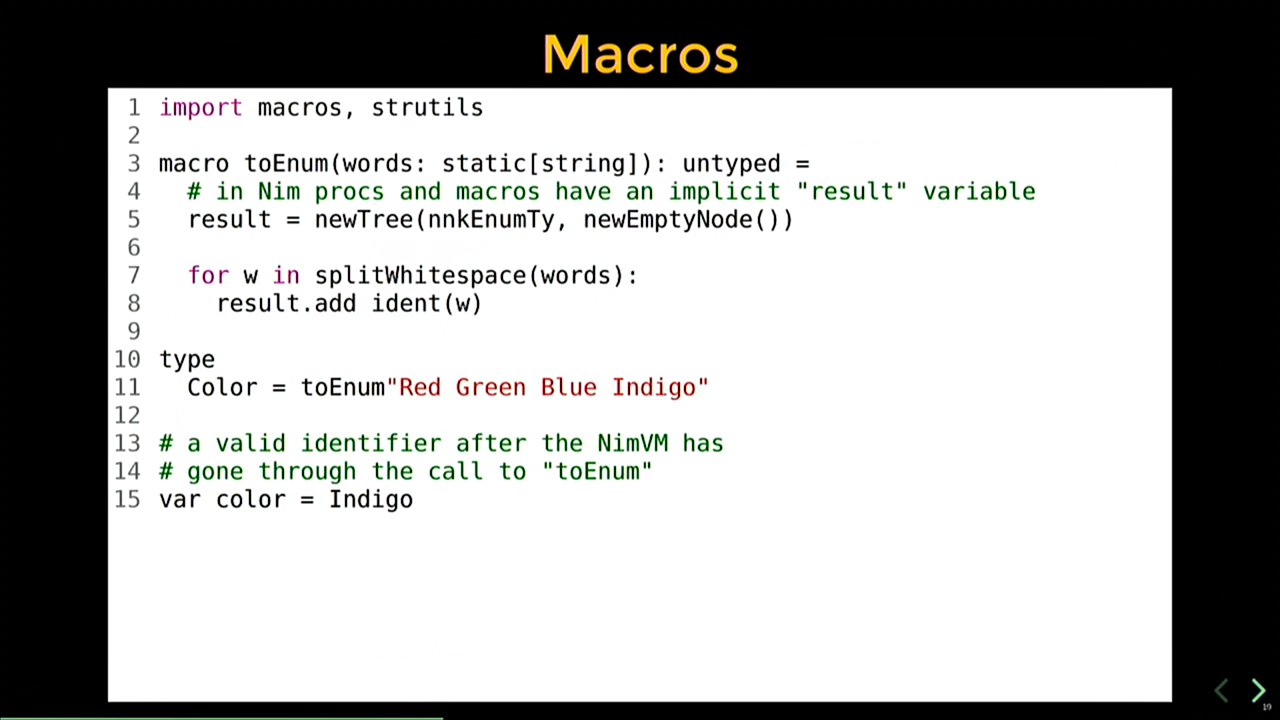 Macros
1 import macros, strutils
2
3 macro toEnum(words: static[string]): untyped =
4   # in Nim procs and macros have an implicit "result" variable
5   result = newTree(nnkEnumTy, newEmptyNode())
6
7   for w in splitWhitespace(words):
8     result.add ident(w)
9
10 type
11   Color = toEnum"Red Green Blue Indigo"
12
13 # a valid identifier after the NimVM has
14 # gone through the call to "toEnum"
15 var color = Indigo
19